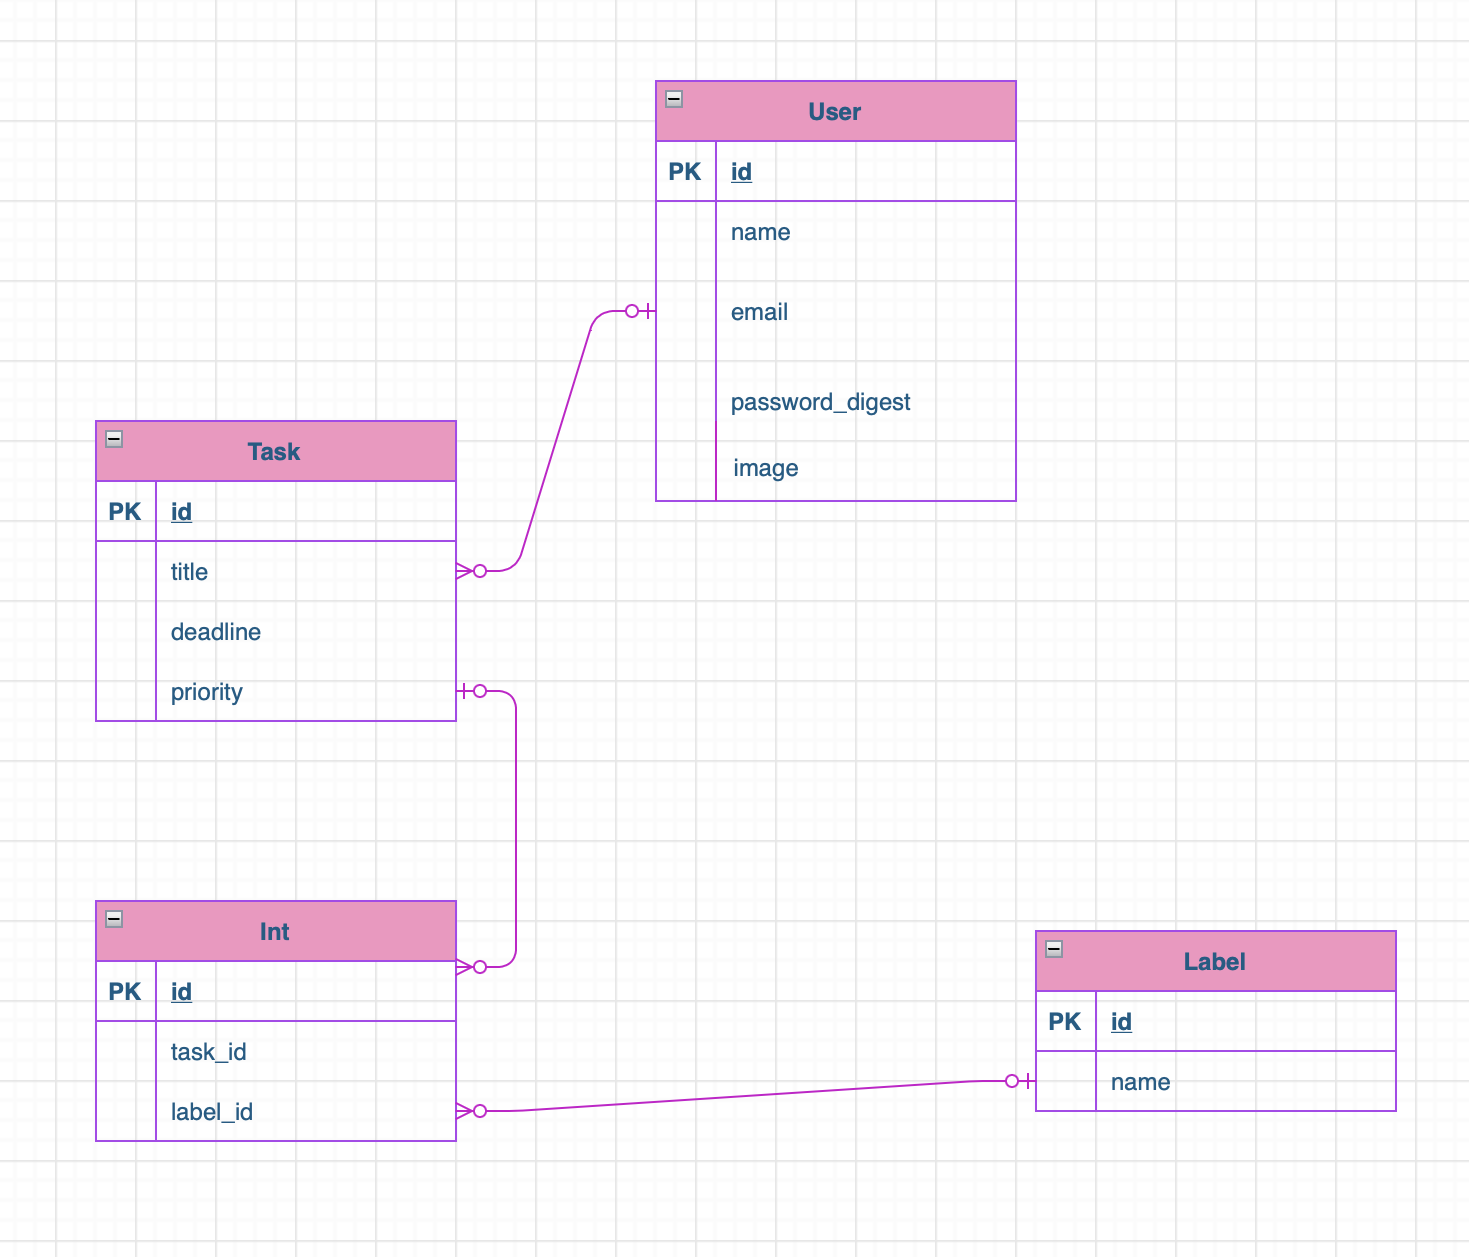 User
PK id
name
email
password_digest
image
Task
PK id
title
deadline
priority
Int
PK id
task_id
label_id
Label
PK id
name